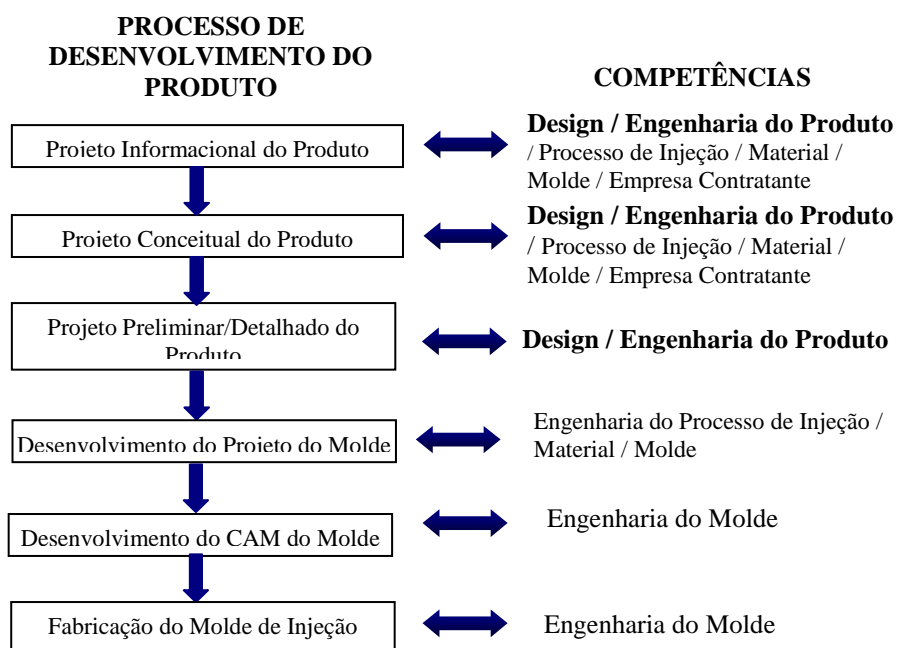 PROCESSO DE
DESENVOLVIMENTO DO
PRODUTO
COMPETÊNCIAS
Projeto Informacional do Produto
Design / Engenharia do Produto
/ Processo de Injeção / Material /
Molde / Empresa Contratante
Projeto Conceitual do Produto
Design / Engenharia do Produto
/ Processo de Injeção / Material /
Molde / Empresa Contratante
Projeto Preliminar/Detalhado do
Produto
Design / Engenharia do Produto
Desenvolvimento do Projeto do Molde
Engenharia do Processo de Injeção /
Material / Molde
Desenvolvimento do CAM do Molde
Engenharia do Molde
Fabricação do Molde de Injeção
Engenharia do Molde